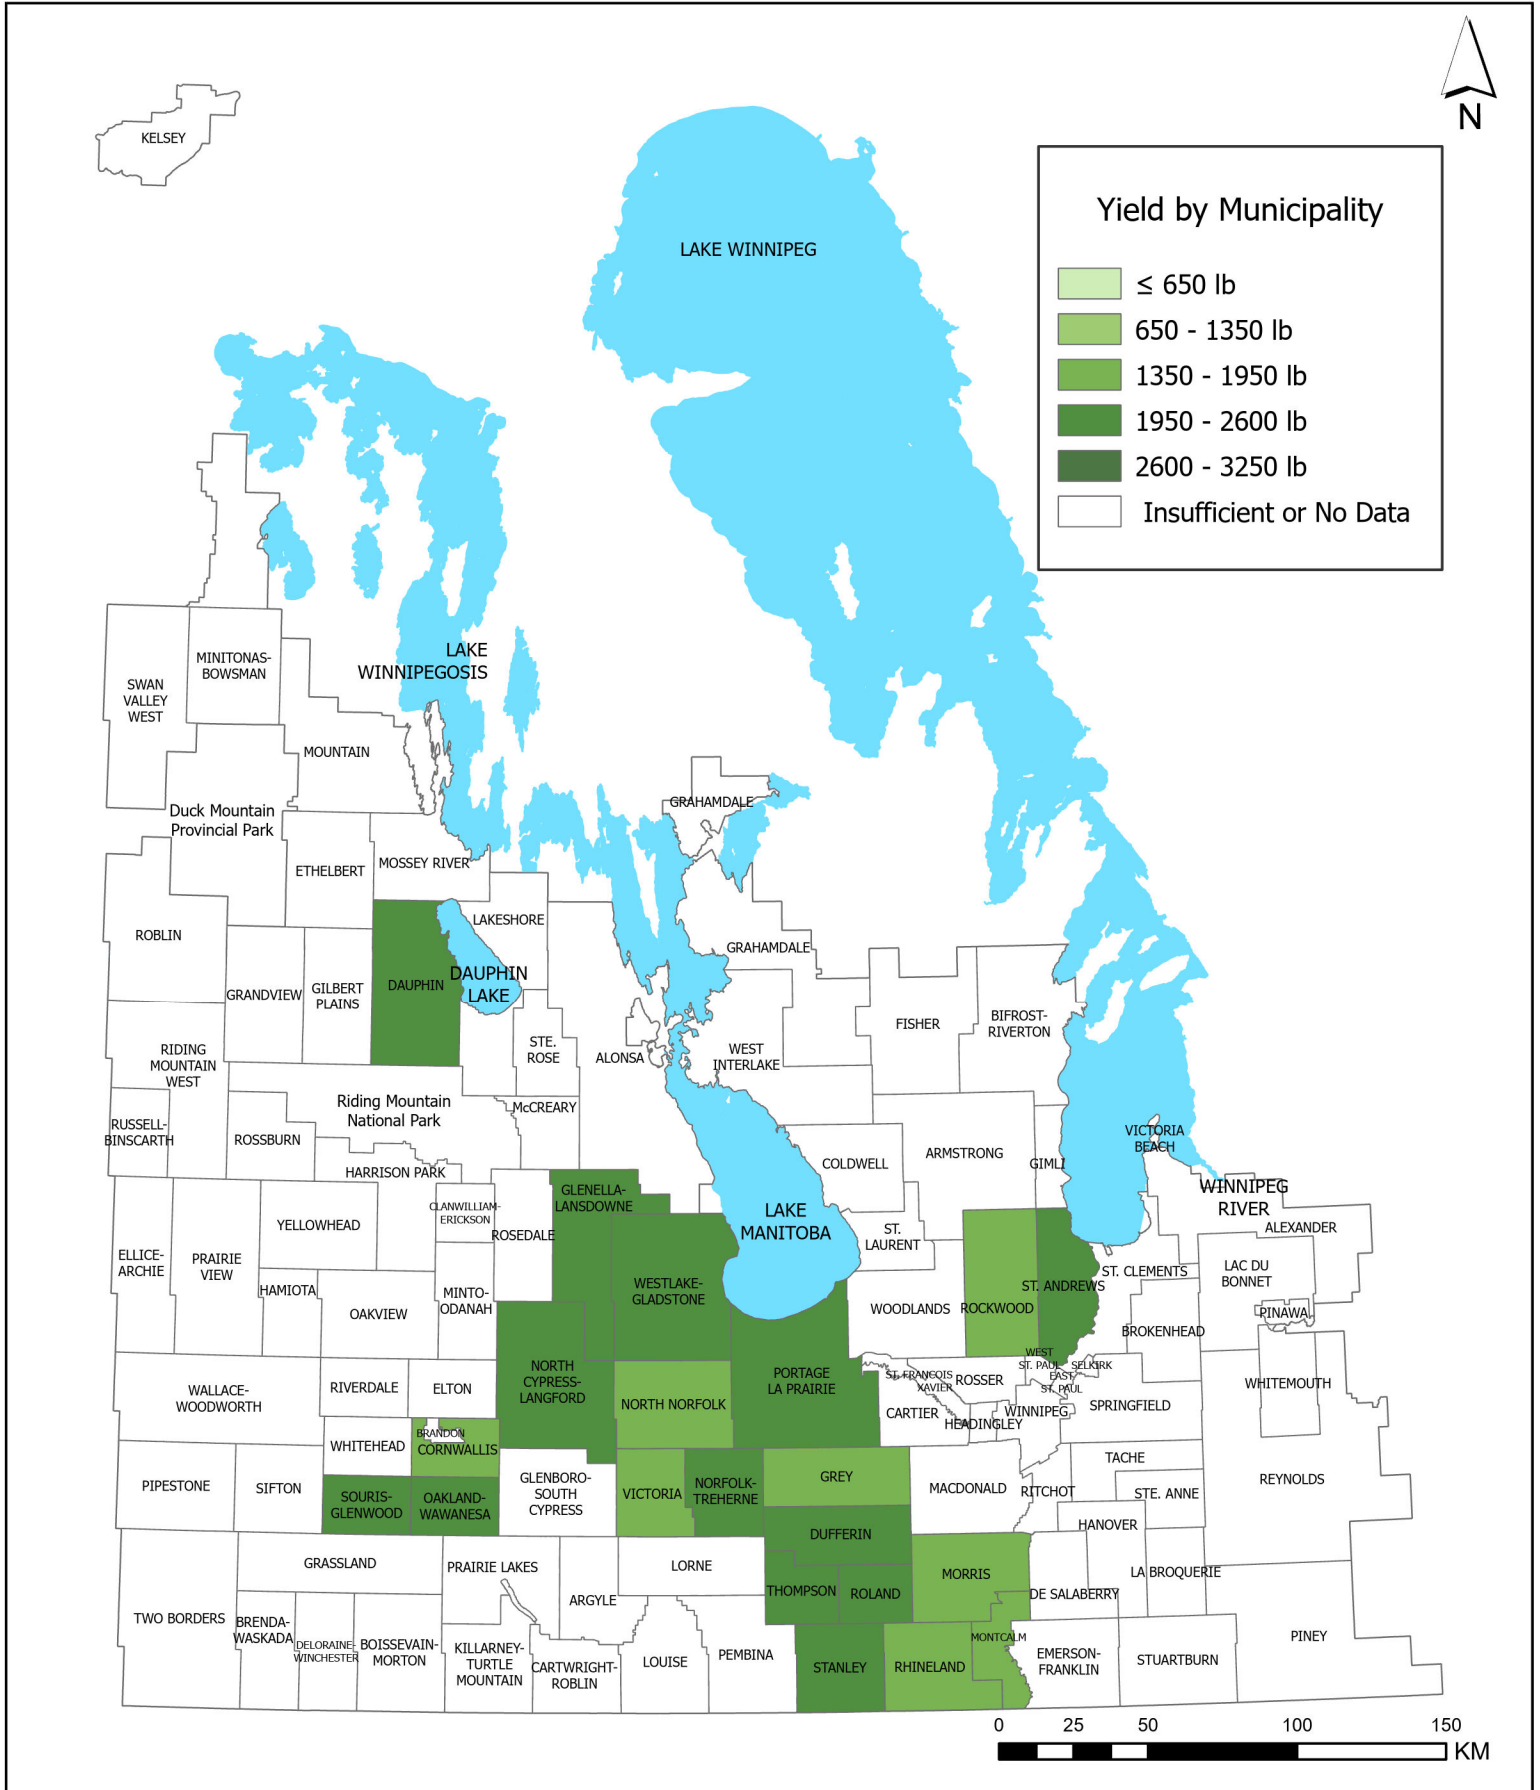 N
KELSEY
Yield by Municipality
≤ 650 lb
650 - 1350 lb
1350 - 1950 lb
1950 - 2600 lb
2600 - 3250 lb
Insufficient or No Data
LAKE WINNIPEG
LAKE
WINNIPEGOSIS
MINITONAS-
BOWSMAN
SWAN
VALLEY
WEST
MOUNTAIN
Duck Mountain
Provincial Park
GRAHAMDALE
ETHELBERT
MOSSEY RIVER
LAKESHORE
ROBLIN
GRAHAMDALE
DAUPHIN
LAKE
DAUPHIN
GRANDVIEW
GILBERT
PLAINS
FISHER
BIFROST-
RIVERTON
STE.
ROSE
ALONSA
WEST
INTERLAKE
RIDING
MOUNTAIN
WEST
Riding Mountain
National Park
McCREARY
RUSSELL-
BINSCARTH
ROSSBURN
VICTORIA
BEACH
ARMSTRONG
COLDWELL
GIMLI
HARRISON PARK
GLENELLA-
LANSDOWNE
WINNIPEG
RIVER
ALEXANDER
CLANWILLIAM-
ERICKSON
YELLOWHEAD
ROSEDALE
LAKE
MANITOBA
ST.
LAURENT
ELLICE-
ARCHIE
PRAIRIE
VIEW
HAMIOTA
MINTO-
ODANAH
OAKVIEW
WESTLAKE-
GLADSTONE
WOODLANDS
ROCKWOOD
ST. ANDREWS
ST. CLEMENTS
LAC DU
BONNET
PINAWA
BROKENHEAD
WEST
ST. PAUL
SELKIRK
EAST
ST. PAUL
NORTH
CYPRESS-
LANGFORD
PORTAGE
LA PRAIRIE
ST. FRANCOIS
XAVIER
ROSSER
WHITEMOUTH
WALLACE-
WOODWORTH
RIVERDALE
ELTON
NORTH NORFOLK
CARTIER
HEADINGLEY
WINNIPEG
SPRINGFIELD
WHITEHEAD
BRANDON
CORNWALLIS
PIPESTONE
SIFTON
GLENBORO-
SOUTH
CYPRESS
VICTORIA
NORFOLK-
TREHERNE
GREY
MACDONALD
RITCHOT
TACHE
STE. ANNE
REYNOLDS
SOURIS-
GLENWOOD
OAKLAND-
WAWANESA
DUFFERIN
HANOVER
GRASSLAND
PRAIRIE LAKES
LORNE
ARGYLE
THOMPSON
ROLAND
MORRIS
DE SALABERRY
LA BROQUERIE
TWO BORDERS
BRENDA-
WASKADA
DELORAINE-
WINCHESTER
BOISSEVAIN-
MORTON
KILLARNEY-
TURTLE
MOUNTAIN
CARTWRIGHT-
ROBLIN
LOUISE
PEMBINA
STANLEY
RHINELAND
MONTCALM
EMERSON-
FRANKLIN
STUARTBURN
PINEY
0 25 50 100 150
KM